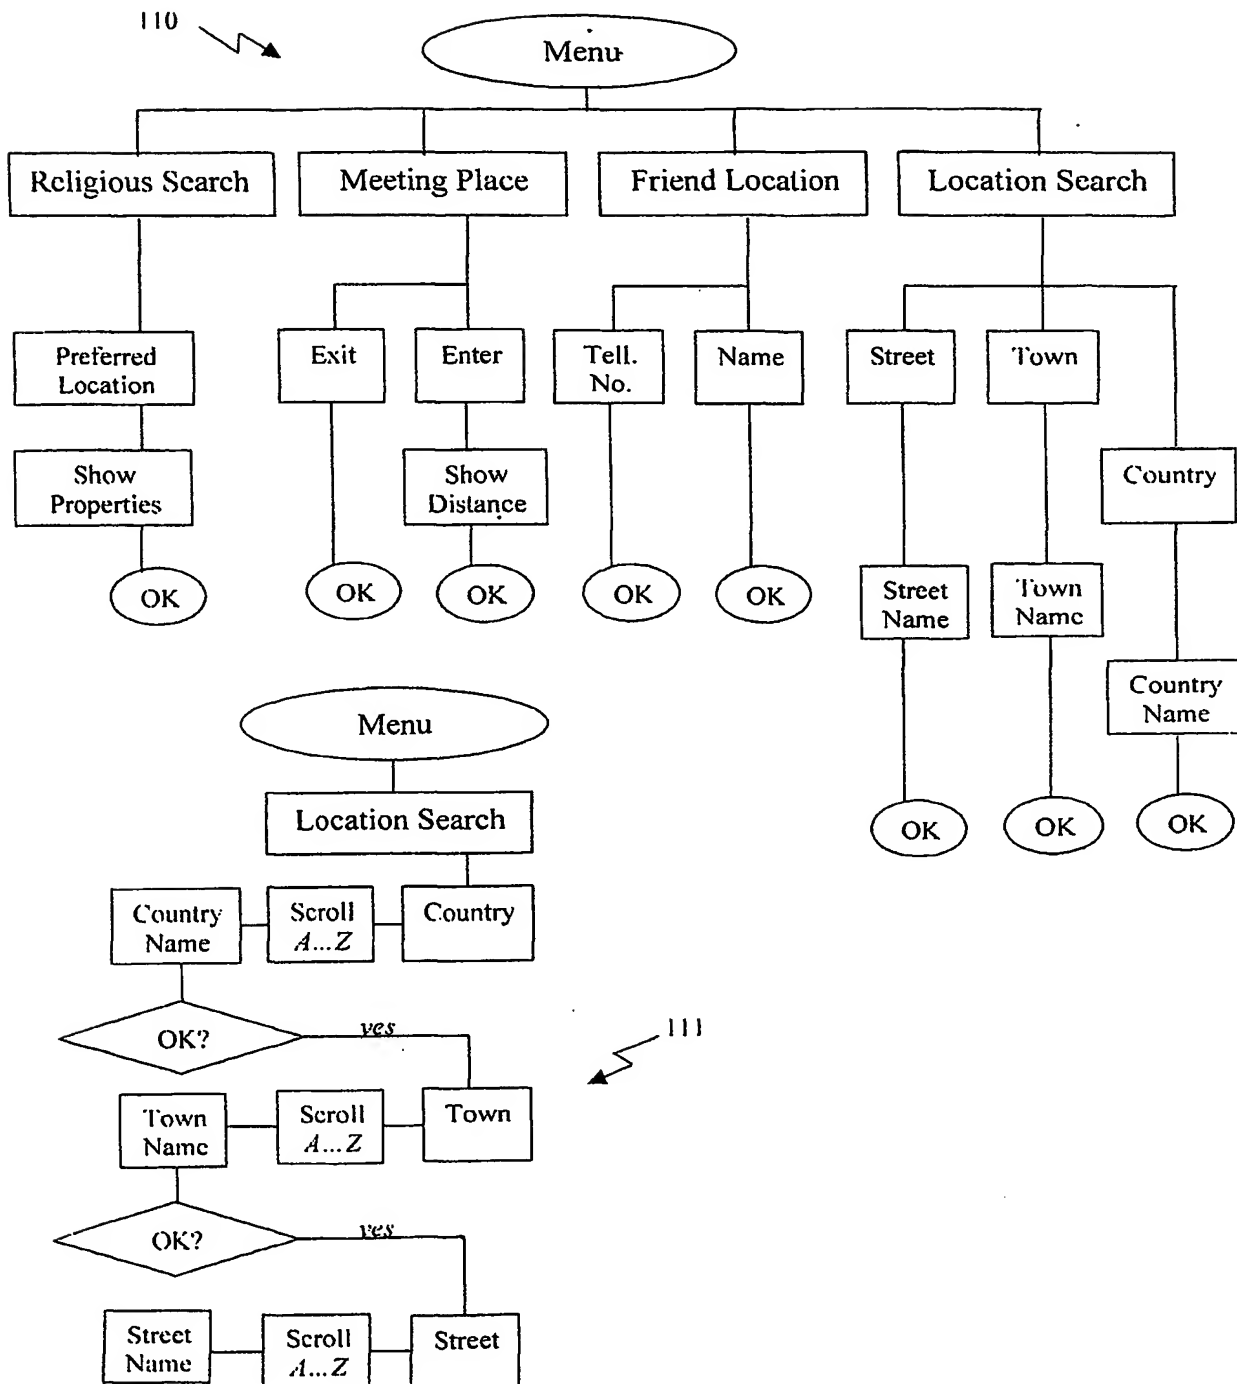 110
Menu
Religious Search
Meeting Place
Friend Location
Location Search
Preferred
Location
Exit
Enter
Tell.
No.
Name
Street
Town
Show
Properties
Show
Distance
Country
OK
OK
OK
OK
OK
Street
Name
Town
Name
Country
Name
OK
OK
OK
Menu
Location Search
Country
Name
Scroll
A...Z
Country
OK?
yes
111
Town
Name
Scroll
A...Z
Town
OK?
yes
Street
Name
Scroll
A...Z
Street